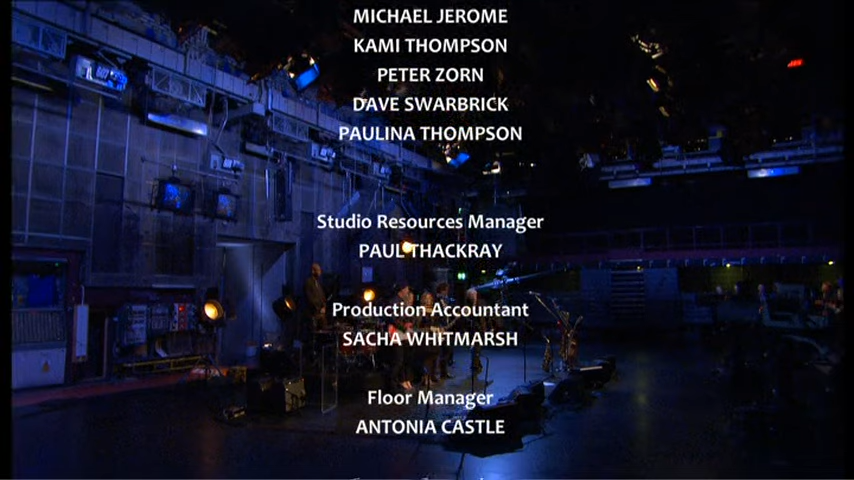 MICHAEL JEROME
KAMI THOMPSON
PETER ZORN
DAVE SWARBRICK
PAULINA THOMPSON
Studio Resources Manager
PAUL THACKRAY
Production Accountant
SACHA WHITMARSH
Floor Manager
ANTONIA CASTLE